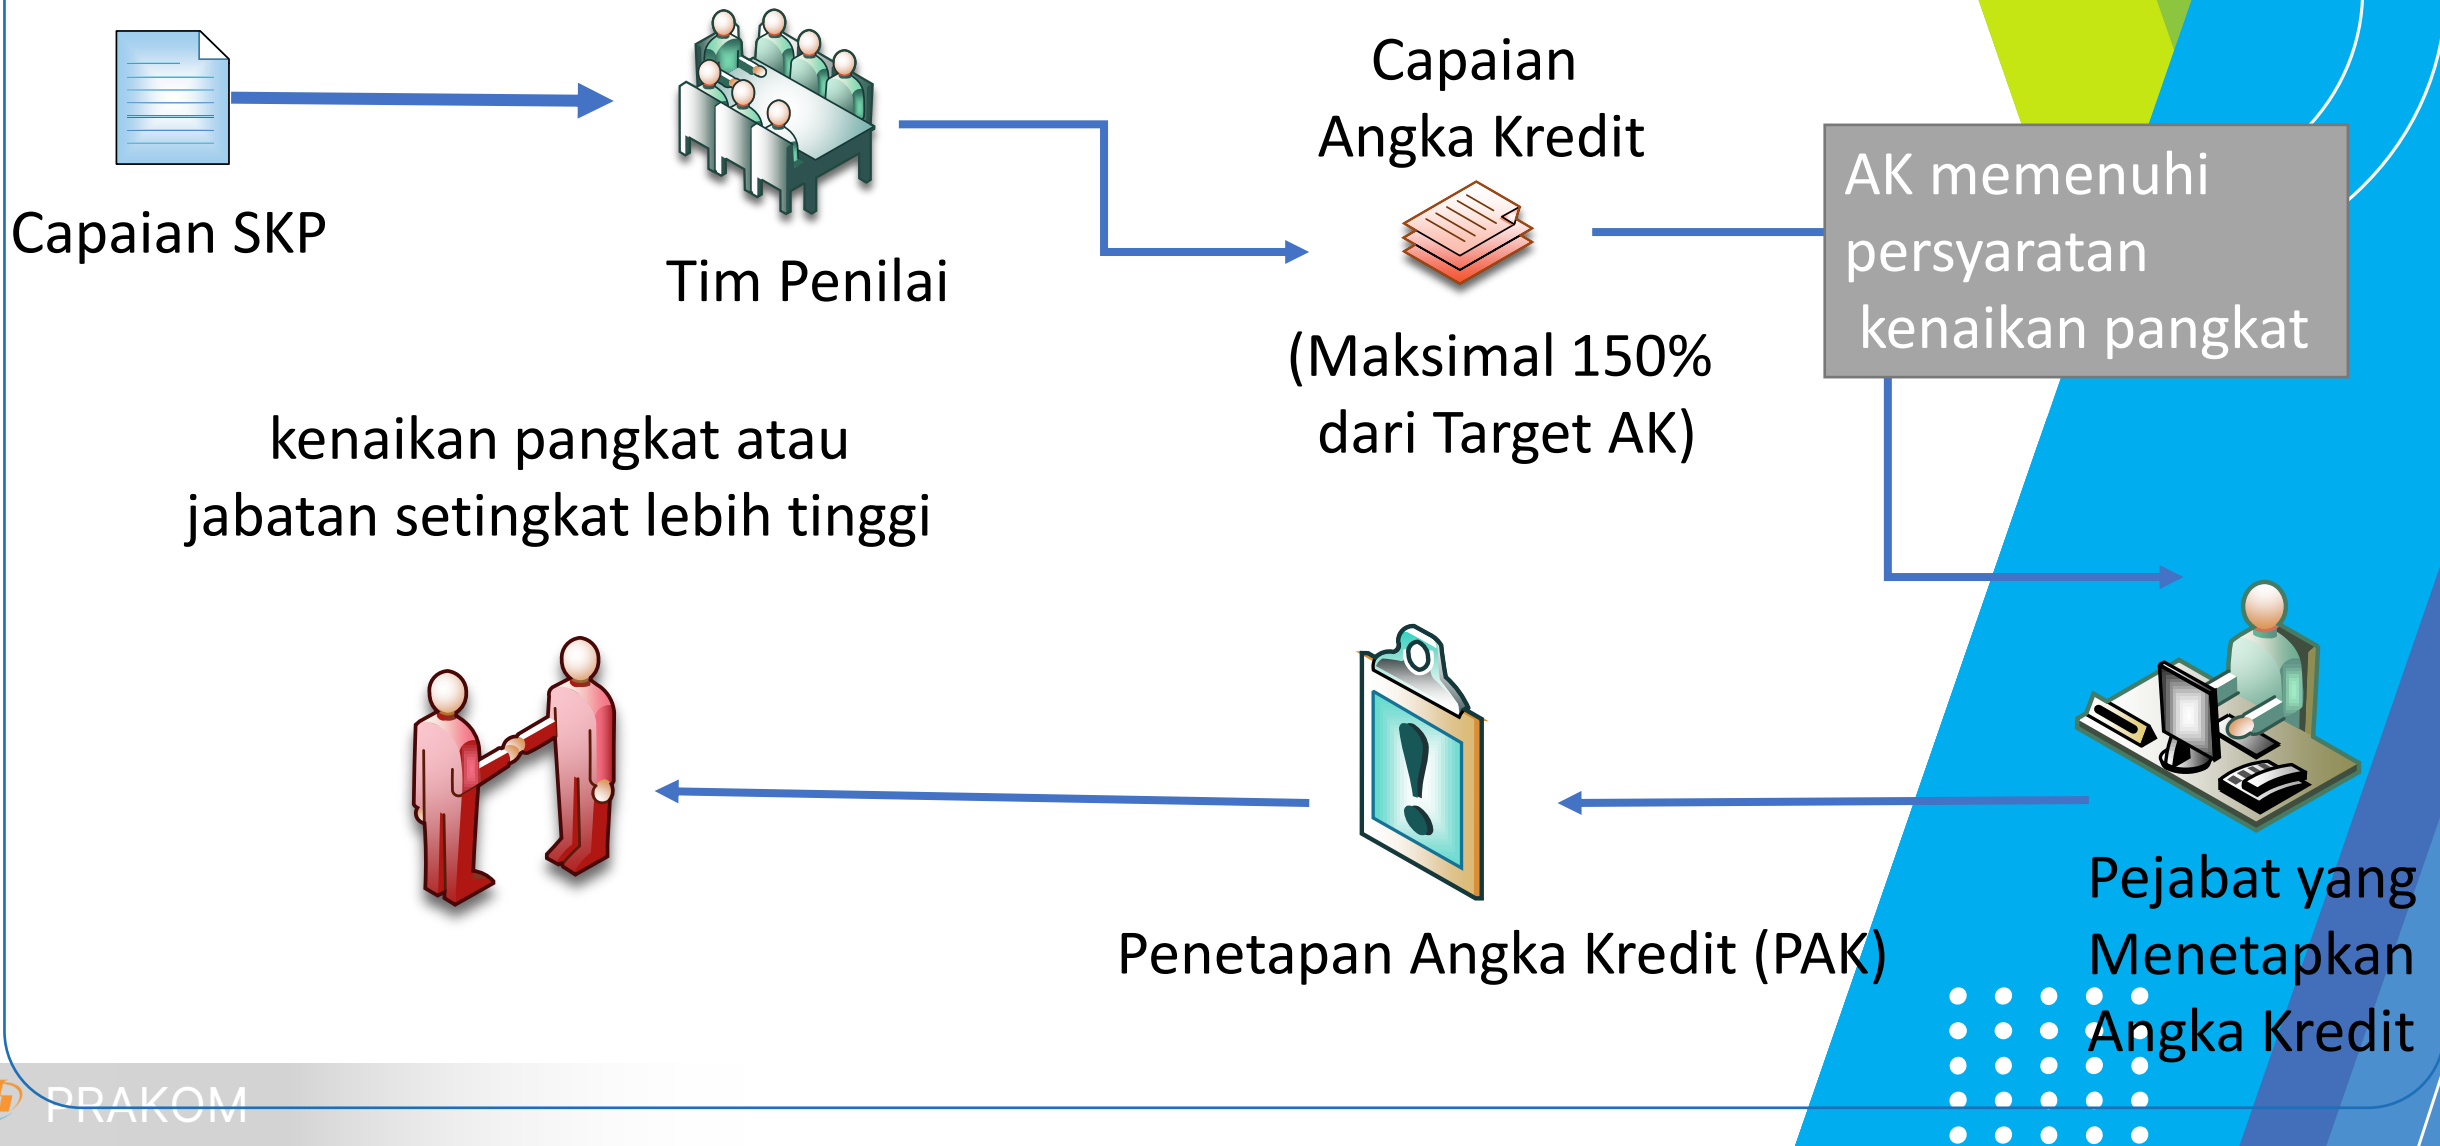 Capaian SKP
Tim Penilai
Capaian
Angka Kredit
(Maksimal 150%
dari Target AK)
AK memenuhi
persyaratan
kenaikan pangkat
Pejabat yang
Menetapkan
Angka Kredit
Penetapan Angka Kredit (PAK)
kenaikan pangkat atau
jabatan setingkat lebih tinggi
PRAKOM